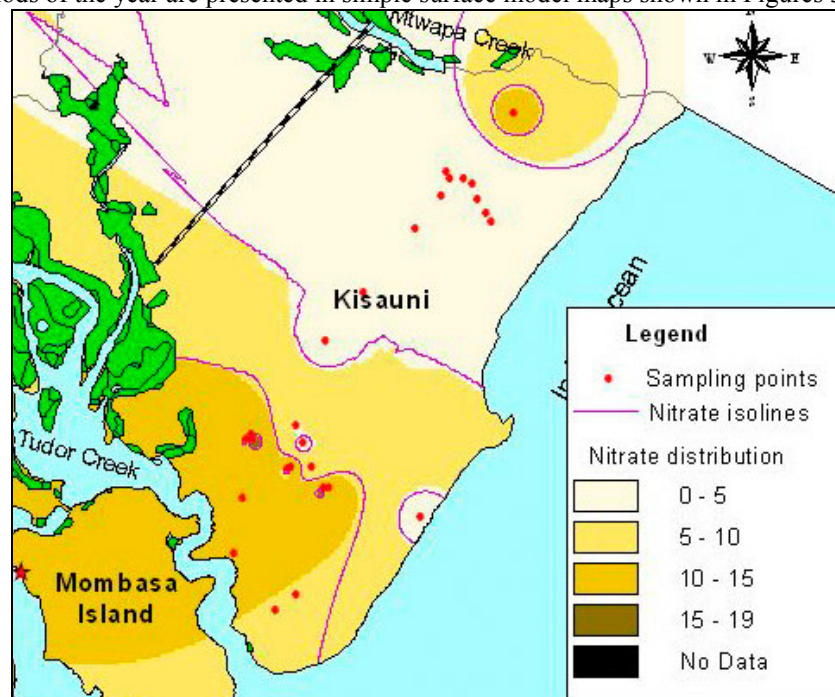 ods of the year are presented in simple surface model maps shown in Figures
Mtwapa Creek
N
W E
S
Kisauni
Ocean
Legend
Sampling points
Nitrate isolines
Nitrate distribution
0 - 5
5 - 10
10 - 15
15 - 19
No Data
Tudor Creek
Mombasa
Island